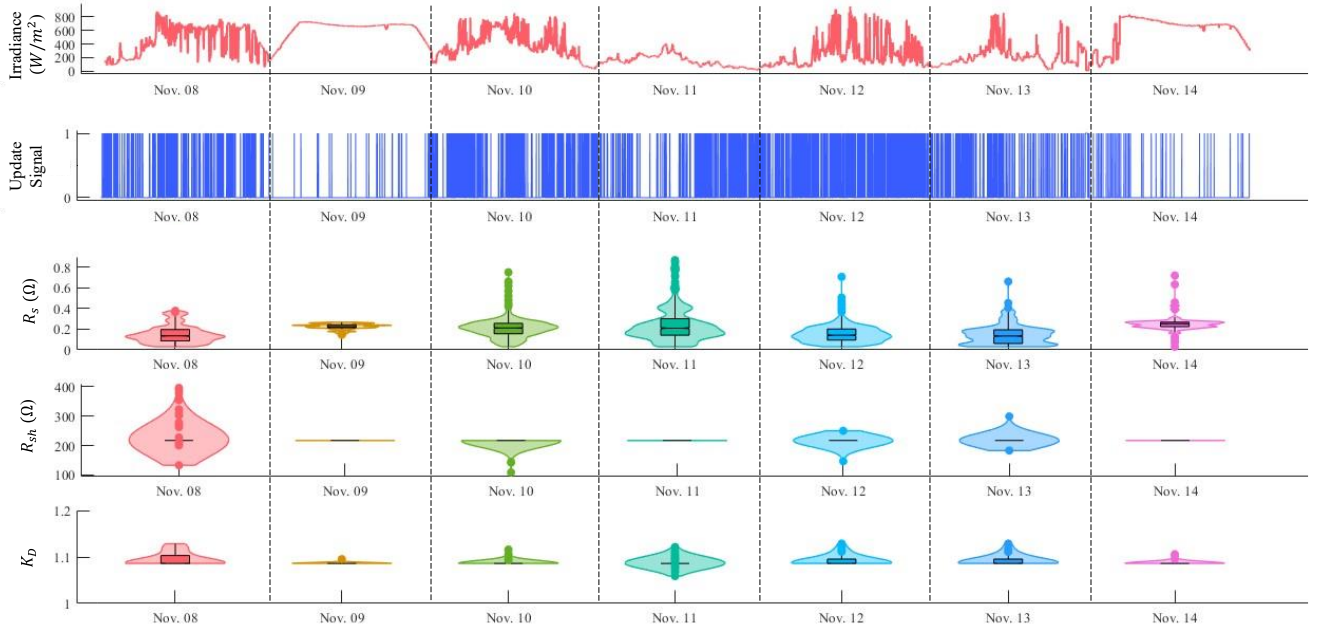 Irradiance
(W/m²)
800
600
400
200
0
Nov. 08 Nov. 09 Nov. 10 Nov. 11 Nov. 12 Nov. 13 Nov. 14
Update
Signal
1
0
Nov. 08 Nov. 09 Nov. 10 Nov. 11 Nov. 12 Nov. 13 Nov. 14
Rs (Ω)
0.8
0.6
0.4
0.2
0
Nov. 08 Nov. 09 Nov. 10 Nov. 11 Nov. 12 Nov. 13 Nov. 14
Rsh (Ω)
400
300
200
100
Nov. 08 Nov. 09 Nov. 10 Nov. 11 Nov. 12 Nov. 13 Nov. 14
KD
1.2
1.1
1
Nov. 08 Nov. 09 Nov. 10 Nov. 11 Nov. 12 Nov. 13 Nov. 14